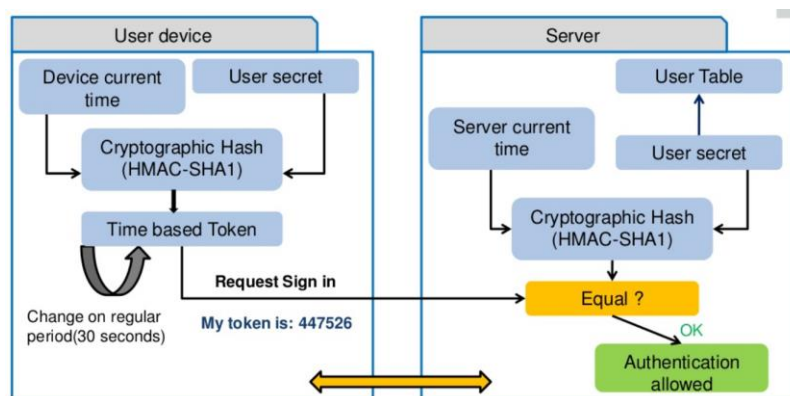 User device
Device current
time
User secret
Cryptographic Hash
(HMAC-SHA1)
Time based Token
Change on regular
period(30 seconds)
Request Sign in
My token is: 447526
Server
User Table
Server current
time
User secret
Cryptographic Hash
(HMAC-SHA1)
Equal ?
OK
Authentication
allowed